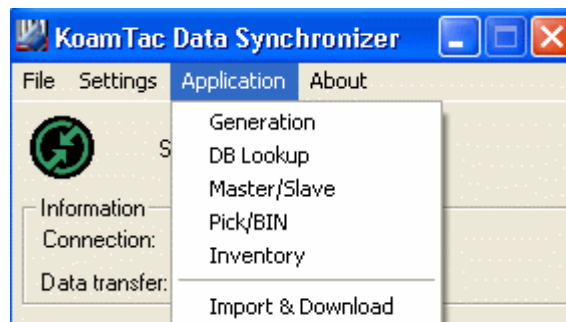 KoamTac Data Synchronizer
File Settings Application About
Generation
S
DB Lookup
Master/Slave
Information
Pick/BIN
Connection:
Inventory
Data transfer:
Import & Download